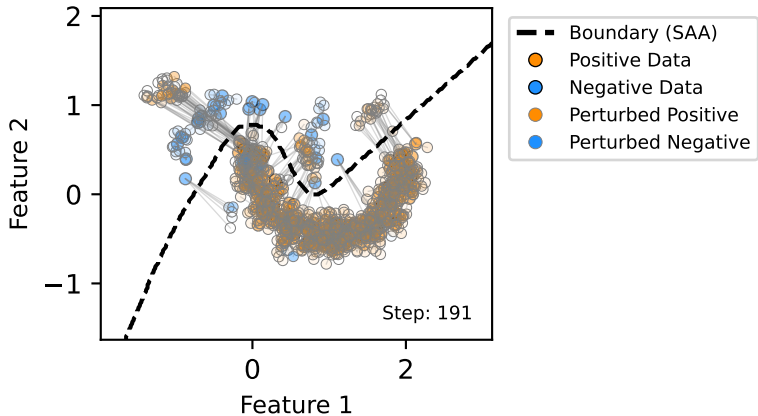 2
1
0
−1
Feature 2
0
2
Feature 1
Step: 191
Boundary (SAA)
Positive Data
Negative Data
Perturbed Positive
Perturbed Negative